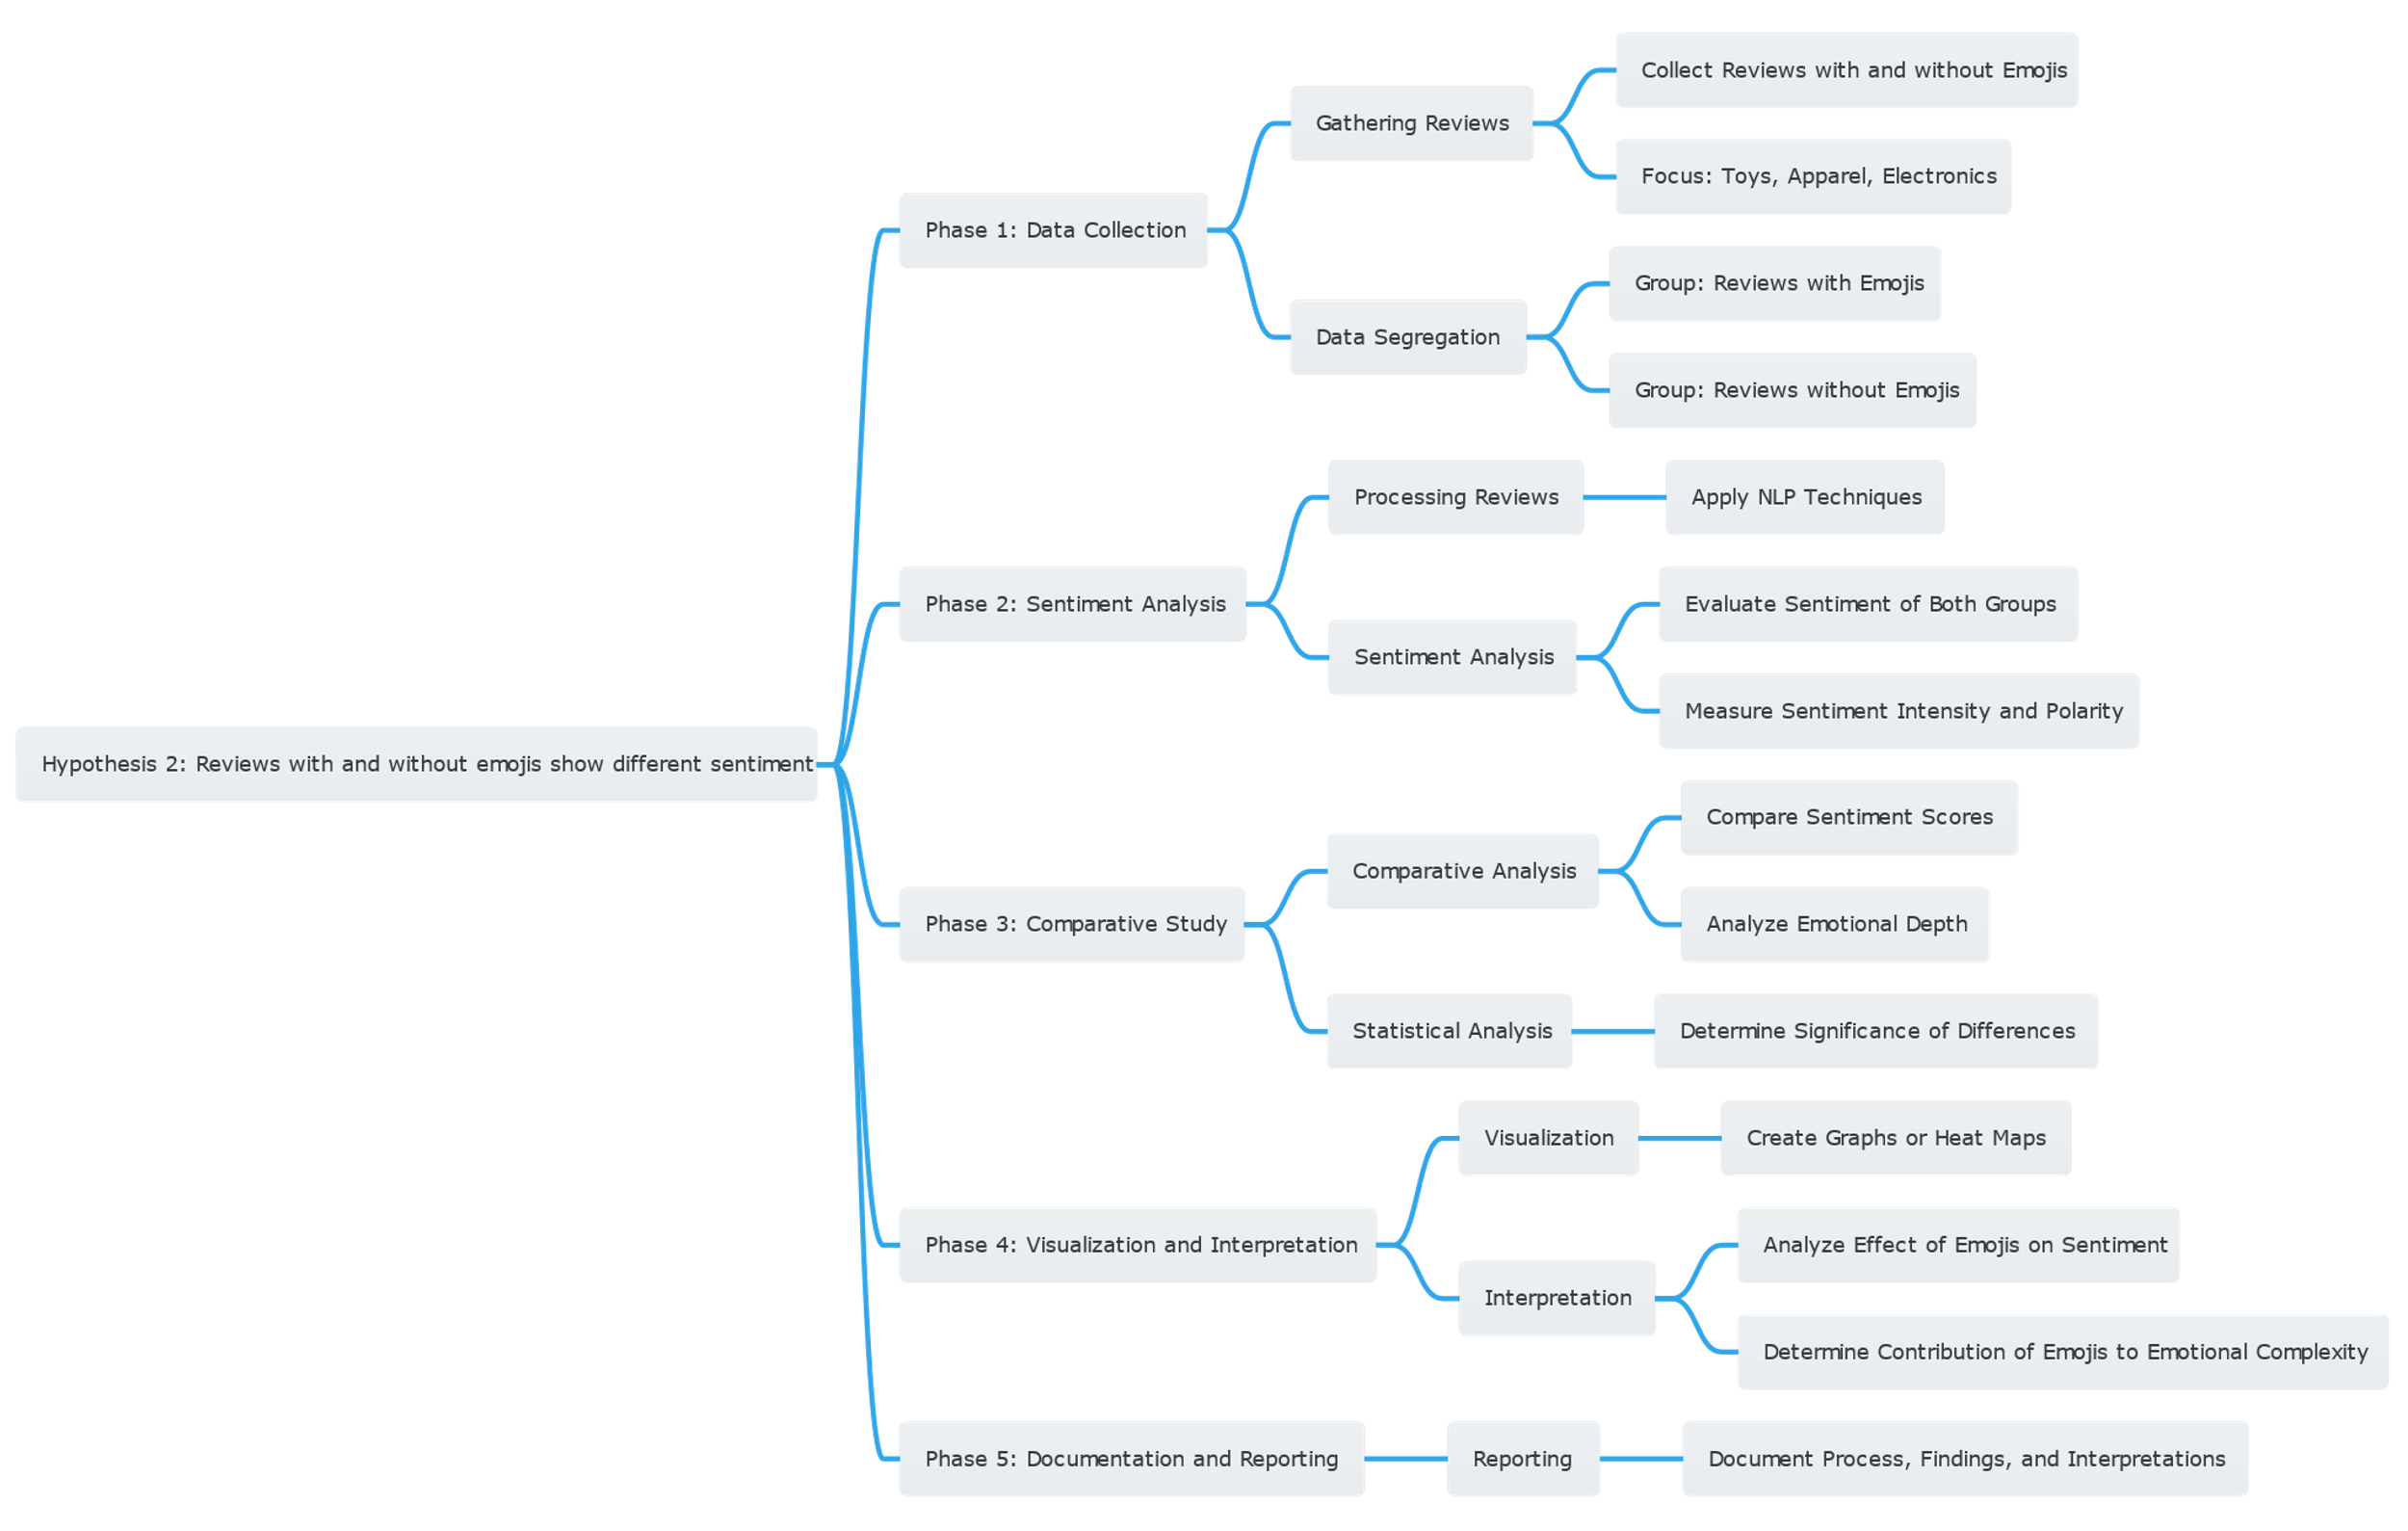 Hypothesis 2: Reviews with and without emojis show different sentiment
Phase 1: Data Collection
Gathering Reviews
Collect Reviews with and without Emojis
Focus: Toys, Apparel, Electronics
Data Segregation
Group: Reviews with Emojis
Group: Reviews without Emojis
Phase 2: Sentiment Analysis
Processing Reviews
Apply NLP Techniques
Sentiment Analysis
Evaluate Sentiment of Both Groups
Measure Sentiment Intensity and Polarity
Phase 3: Comparative Study
Comparative Analysis
Compare Sentiment Scores
Analyze Emotional Depth
Statistical Analysis
Determine Significance of Differences
Phase 4: Visualization and Interpretation
Visualization
Create Graphs or Heat Maps
Interpretation
Analyze Effect of Emojis on Sentiment
Determine Contribution of Emojis to Emotional Complexity
Phase 5: Documentation and Reporting
Reporting
Document Process, Findings, and Interpretations